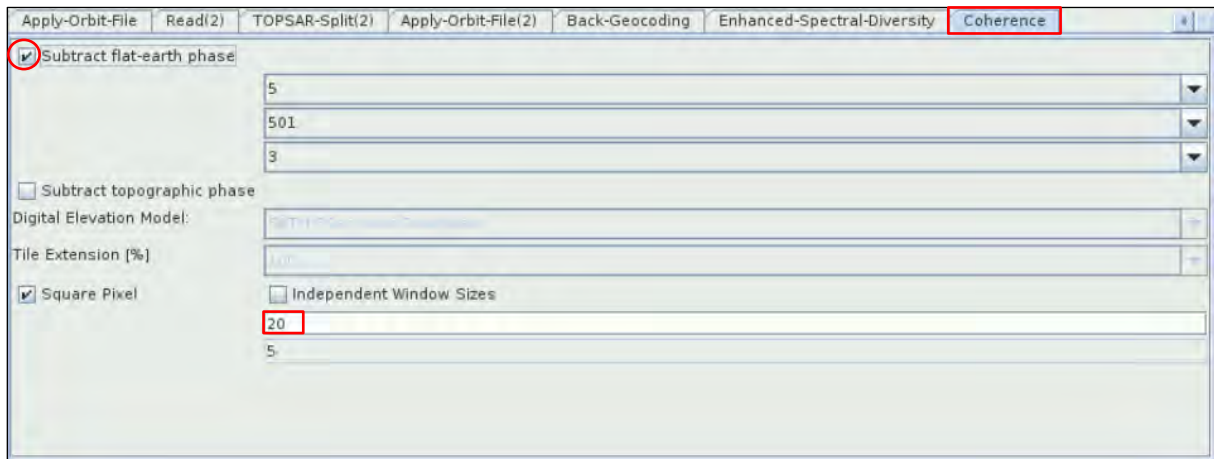 Apply-Orbit-File Read(2) TOPSAR-Split(2) Apply-Orbit-File(2) Back-Geocoding Enhanced-Spectral-Diversity Coherence
Subtract flat-earth phase
5
501
3
Subtract topographic phase
Digital Elevation Model:
Tile Extension [%]
Square Pixel Independent Window Sizes
20
5